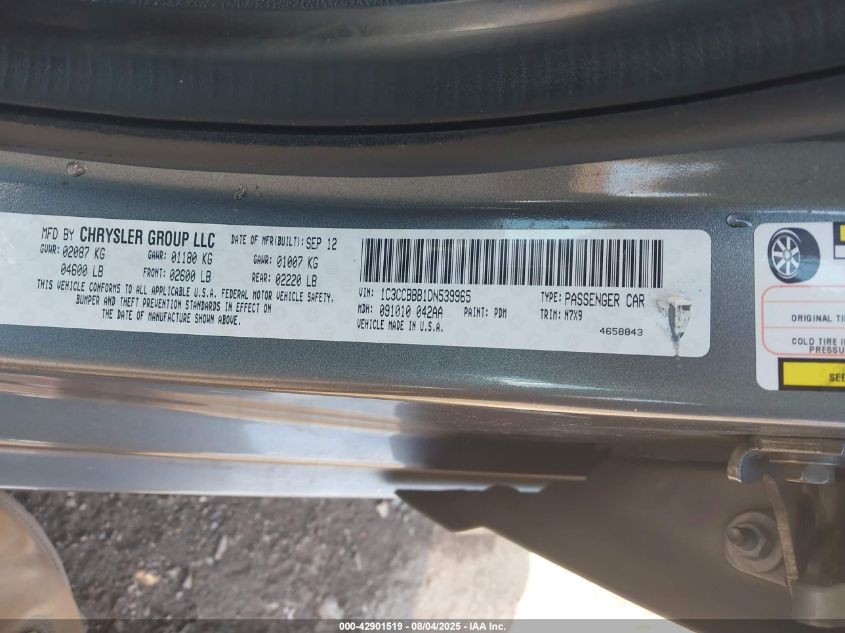 MFD BY CHRYSLER GROUP LLC DATE OF MFR(BUILT): SEP 12
GVWR: 02087 KG GAWR: 01180 KG GAWR: 01007 KG
04600 LB FRONT: 02600 LB REAR: 02220 LB
THIS VEHICLE CONFORMS TO ALL APPLICABLE U.S.A. FEDERAL MOTOR VEHICLE SAFETY,
BUMPER AND THEFT PREVENTION STANDARDS IN EFFECT ON
THE DATE OF MANUFACTURE SHOWN ABOVE.
VIN: 1C3CCBBB1DN539965 TYPE: PASSENGER CAR
MDH: 091010 042AA PAINT: PDM TRIM: N7X9
VEHICLE MADE IN U.S.A. 4658843
ORIGINAL TI
COLD TIRE I
PRESSU
SEE
000-42901519 - 08/04/2025 - IAA Inc.